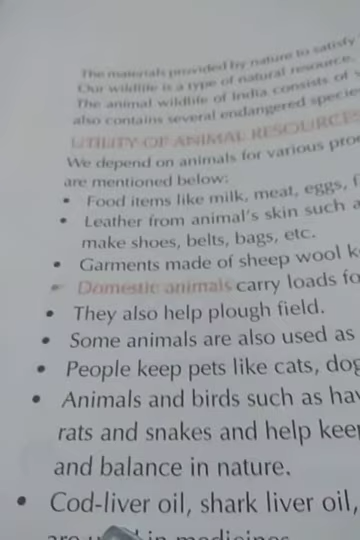 The materials provided by nature to satisfy
Our wildlife is a type of natural resource.
The animal wildlife of India consists of
also contains several endangered species
UTILITY OF ANIMAL RESOURCES
We depend on animals for various
are mentioned below:
• Food items like milk, meat, eggs,
• Leather from animal's skin such
make shoes, belts, bags, etc.
• Garments made of sheep wool
• Domestic animals carry loads
• They also help plough field.
• Some animals are also used as
• People keep pets like cats,
• Animals and birds such as
rats and snakes and help
and balance in nature.
• Cod-liver oil, shark liver oil,
in medicines